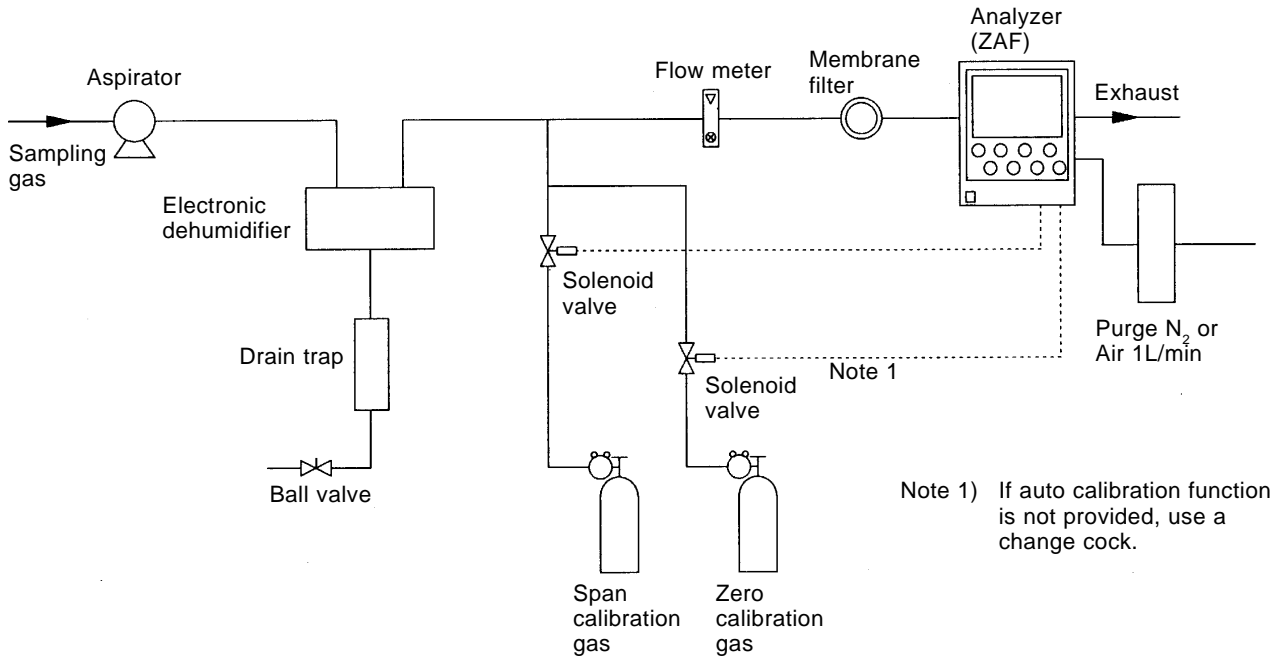 Analyzer
(ZAF)
Membrane
filter
Flow meter
Aspirator
Exhaust
Sampling
gas
Electronic
dehumidifier
Solenoid
valve
Purge N₂ or
Air 1L/min
Drain trap
Note 1
Solenoid
valve
Ball valve
Note 1) If auto calibration function
is not provided, use a
change cock.
Span
calibration
gas
Zero
calibration
gas